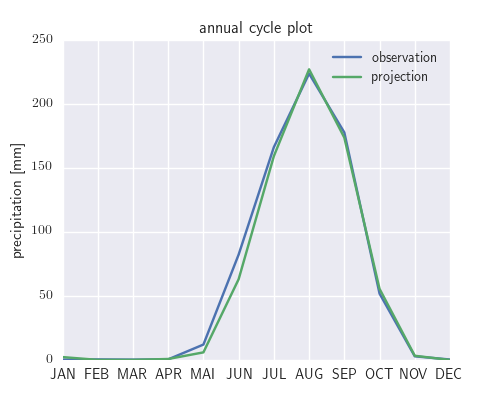 annual cycle plot
observation
projection
precipitation [mm]
250
200
150
100
50
0
JAN FEB MAR APR MAI JUN JUL AUG SEP OCT NOV DEC